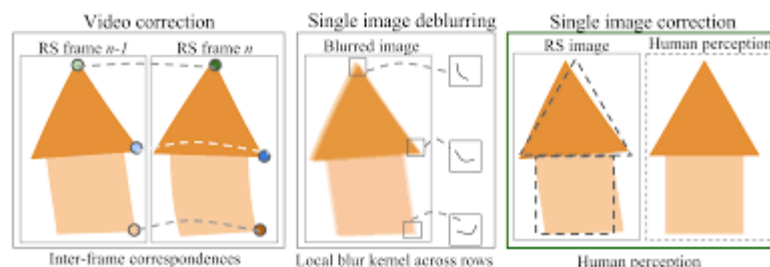 Video correction
Single image deblurring
Single image correction
RS frame n-1
RS frame n
Blurred image
RS image
Human perception
Inter-frame correspondences
Local blur kernel across rows
Human perception